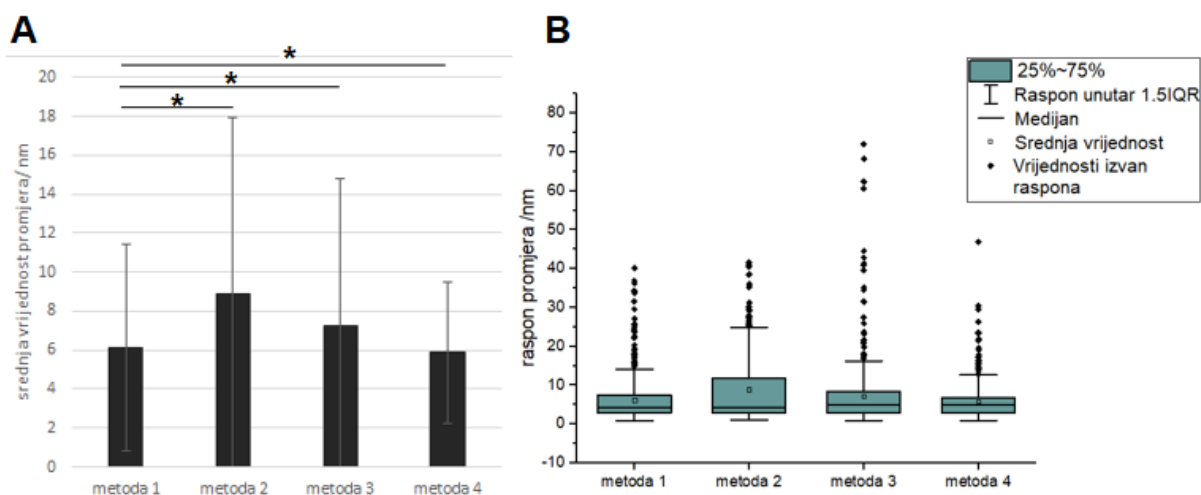 A
*
*
*
20
18
16
14
12
10
8
6
4
2
0
srednja vrijednost promjera/ nm
metoda 1 metoda 2 metoda 3 metoda 4
B
25%~75%
Raspon unutar 1.5IQR
Medijan
Srednja vrijednost
Vrijednosti izvan
raspona
80
70
60
50
40
30
20
10
0
-10
raspon promjera /nm
metoda 1 metoda 2 metoda 3 metoda 4